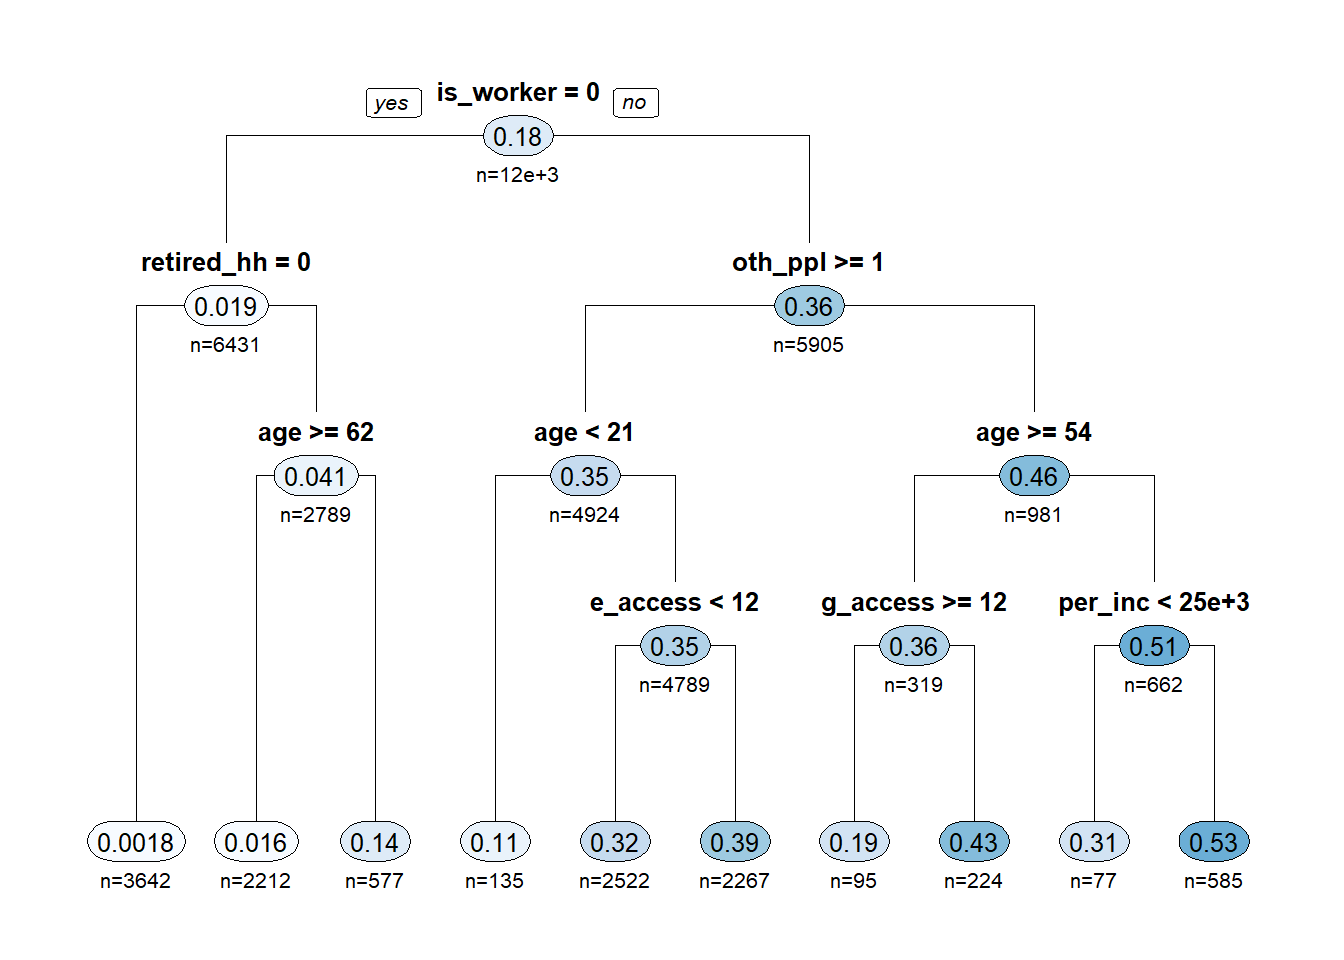 is_worker = 0
yes
no
0.18
n=12e+3
retired_hh = 0
oth_ppl >= 1
0.019
0.36
n=6431
n=5905
age >= 62
age < 21
age >= 54
0.041
0.35
0.46
n=2789
n=4924
n=981
e_access < 12
g_access >= 12
per_inc < 25e+3
0.35
0.36
0.51
n=4789
n=319
n=662
0.0018
0.016
0.14
0.11
0.32
0.39
0.19
0.43
0.31
0.53
n=3642
n=2212
n=577
n=135
n=2522
n=2267
n=95
n=224
n=77
n=585